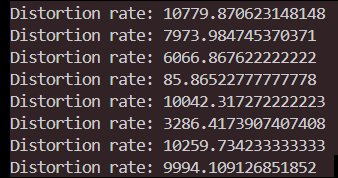 Distortion rate: 10779.870623148148
Distortion rate: 7973.984745370371
Distortion rate: 6066.867622222222
Distortion rate: 85.86522777777778
Distortion rate: 10042.317272222223
Distortion rate: 3286.4173907407408
Distortion rate: 10259.734233333333
Distortion rate: 9994.109126851852